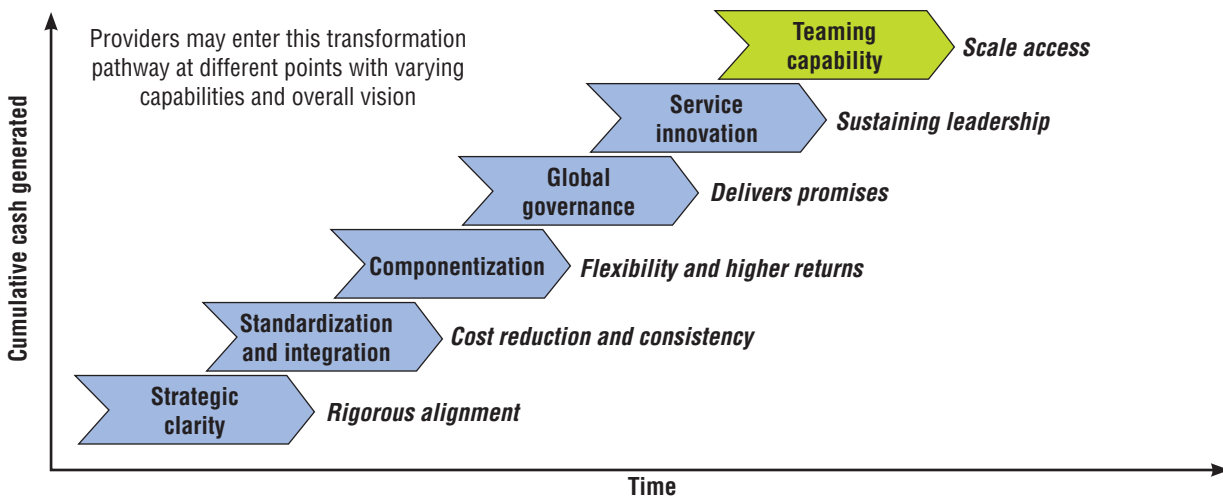 Providers may enter this transformation
pathway at different points with varying
capabilities and overall vision
Teaming
capability
Scale access
Service
innovation
Sustaining leadership
Global
governance
Delivers promises
Componentization
Flexibility and higher returns
Standardization
and integration
Cost reduction and consistency
Strategic
clarity
Rigorous alignment
Cumulative cash generated
Time